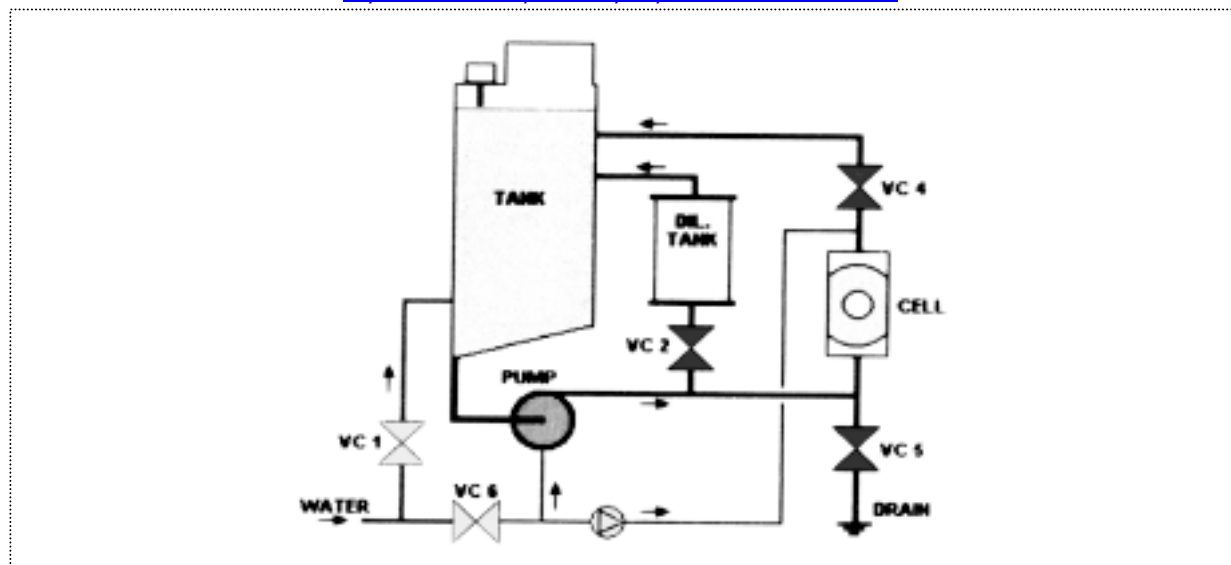 TANK
DIL.
TANK
VC 4
CELL
VC 2
PUMP
VC 1
VC 5
VC 6
WATER
DRAIN